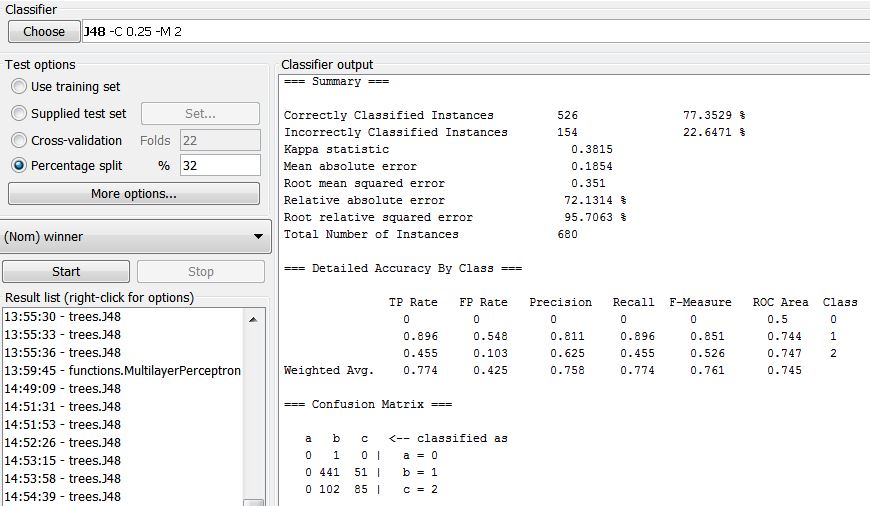 Classifier
Choose J48 -C 0.25 -M 2
Test options
Use training set
Supplied test set Set...
Cross-validation Folds 22
Percentage split % 32
More options...
(Nom) winner
Start Stop
Result list (right-click for options)
13:55:30 - trees.J48
13:55:33 - trees.J48
13:55:36 - trees.J48
13:59:45 - functions.MultilayerPerceptron
14:49:09 - trees.J48
14:51:31 - trees.J48
14:51:53 - trees.J48
14:52:26 - trees.J48
14:53:15 - trees.J48
14:53:58 - trees.J48
14:54:39 - trees.J48
Classifier output
=== Summary ===
Correctly Classified Instances 526 77.3529 %
Incorrectly Classified Instances 154 22.6471 %
Kappa statistic 0.3815
Mean absolute error 0.1854
Root mean squared error 0.351
Relative absolute error 72.1314 %
Root relative squared error 95.7063 %
Total Number of Instances 680
=== Detailed Accuracy By Class ===
TP Rate FP Rate Precision Recall F-Measure ROC Area Class
0 0 0 0 0 0.5 0
0.896 0.548 0.811 0.896 0.851 0.744 1
0.455 0.103 0.625 0.455 0.526 0.747 2
Weighted Avg. 0.774 0.425 0.758 0.774 0.761 0.745
=== Confusion Matrix ===
a b c <-- classified as
0 1 0 | a = 0
0 441 51 | b = 1
0 102 85 | c = 2